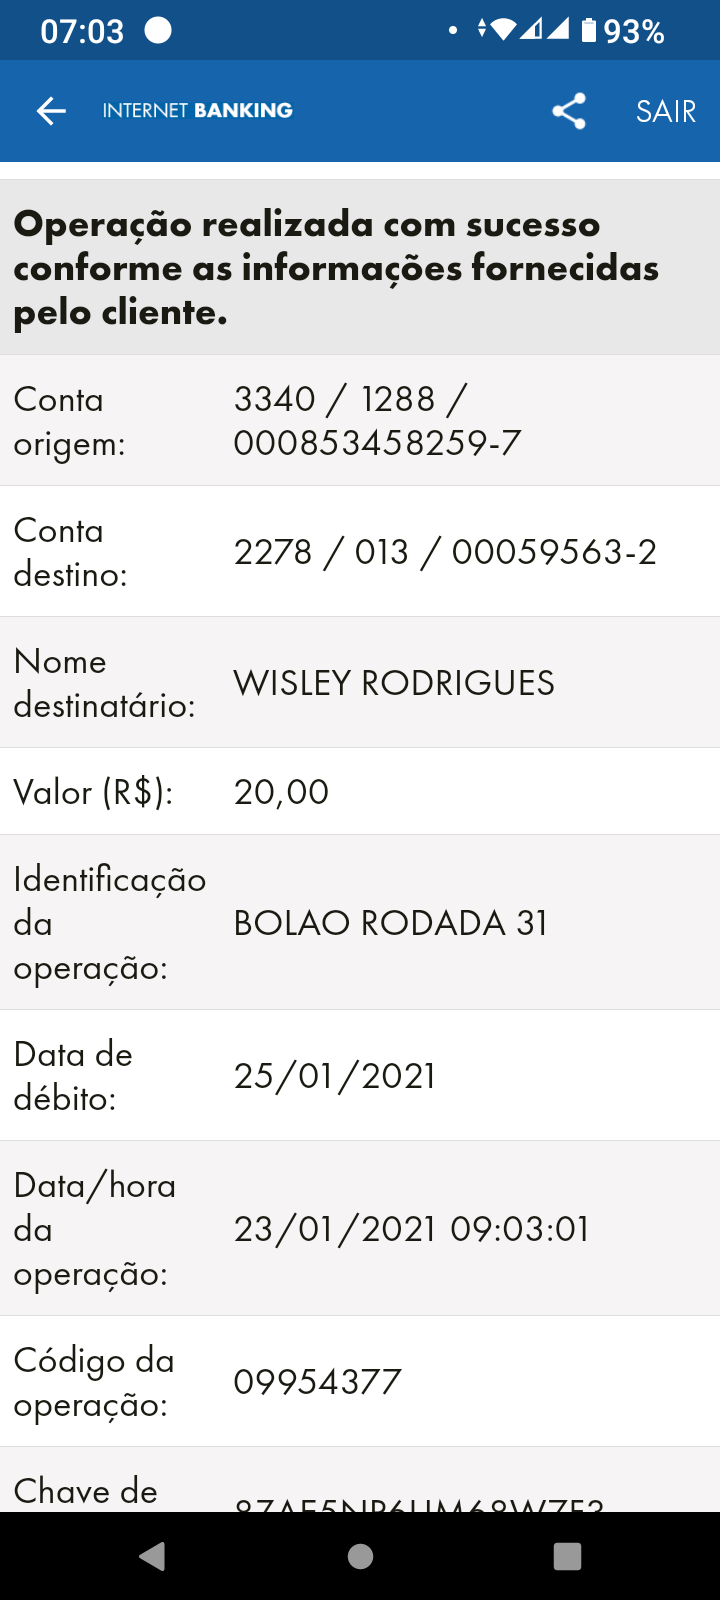 07:03 93%
INTERNET BANKING SAIR
Operação realizada com sucesso
conforme as informações fornecidas
pelo cliente.
Conta
origem:
3340 / 1288 /
000853458259-7
Conta
destino:
2278 / 013 / 00059563-2
Nome
destinatário:
WISLEY RODRIGUES
Valor (R$): 20,00
Identificação
da
operação:
BOLAO RODADA 31
Data de
débito:
25/01/2021
Data/hora
da
operação:
23/01/2021 09:03:01
Código da
operação:
09954377
Chave de